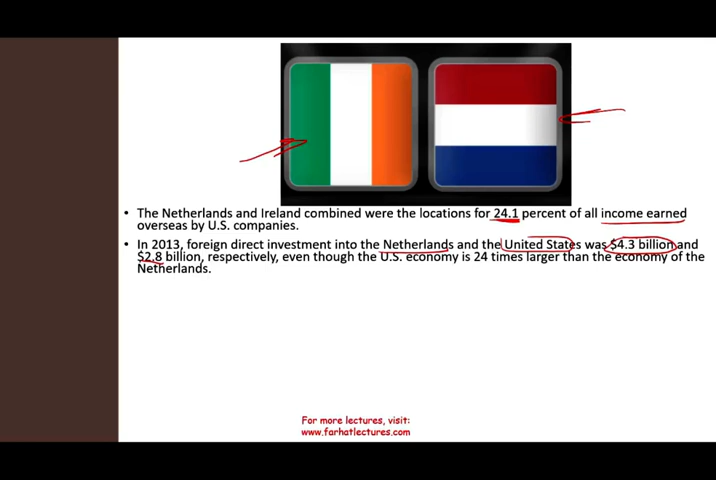 • The Netherlands and Ireland combined were the locations for 24.1 percent of all income earned
overseas by U.S. companies.
• In 2013, foreign direct investment into the Netherlands and the United States was $4.3 billion and
$2.8 billion, respectively, even though the U.S. economy is 24 times larger than the economy of the
Netherlands.
For more lectures, visit:
www.farhatlectures.com